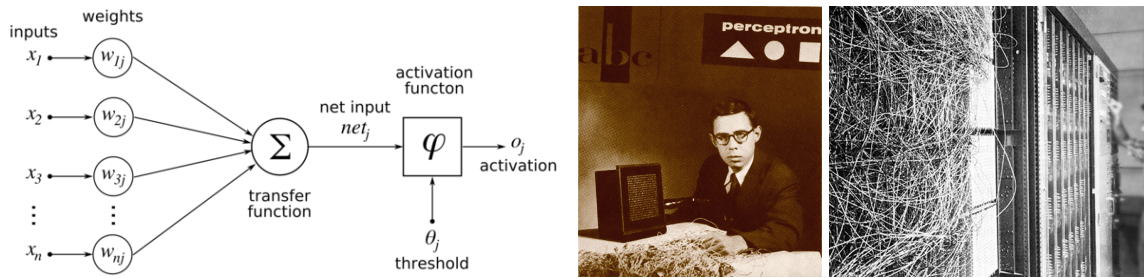 weights
inputs
x1
w1j
x2
w2j
x3
w3j
xn
wnj
Σ
transfer
function
net input
netj
activation
functon
φ
oj
activation
θj
threshold
abc
perceptron